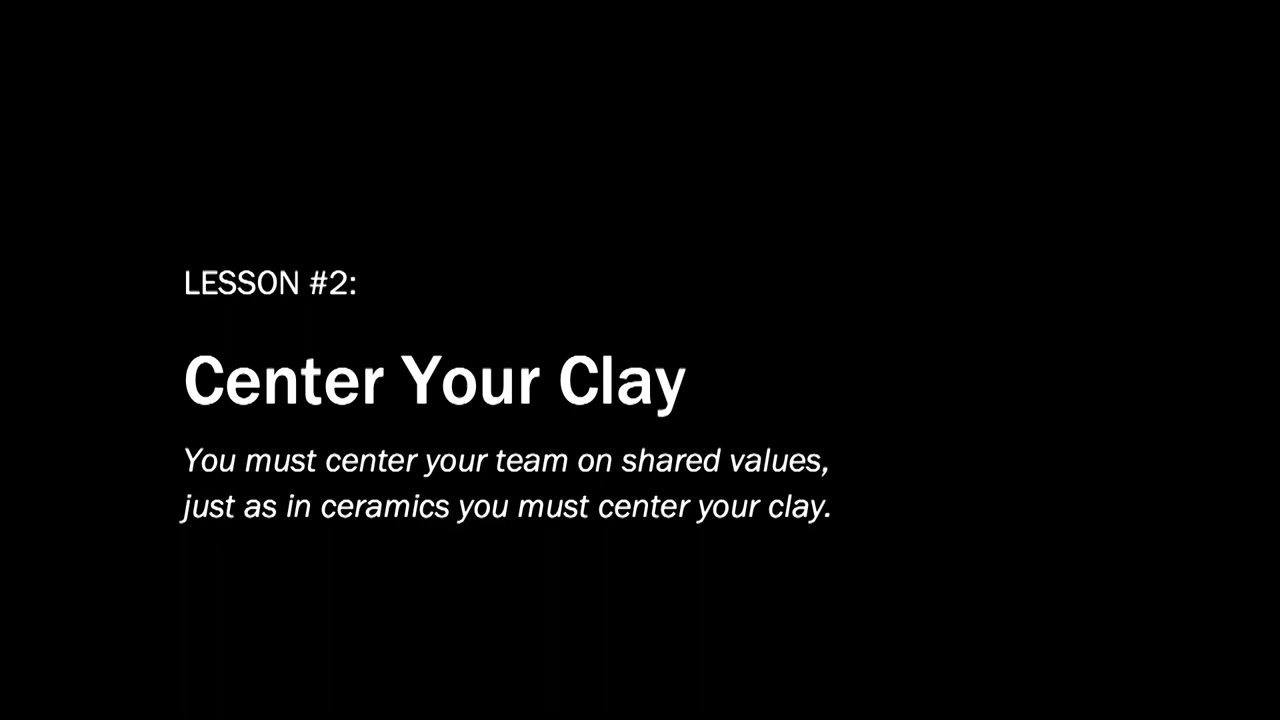 LESSON #2:
Center Your Clay
You must center your team on shared values,
just as in ceramics you must center your clay.